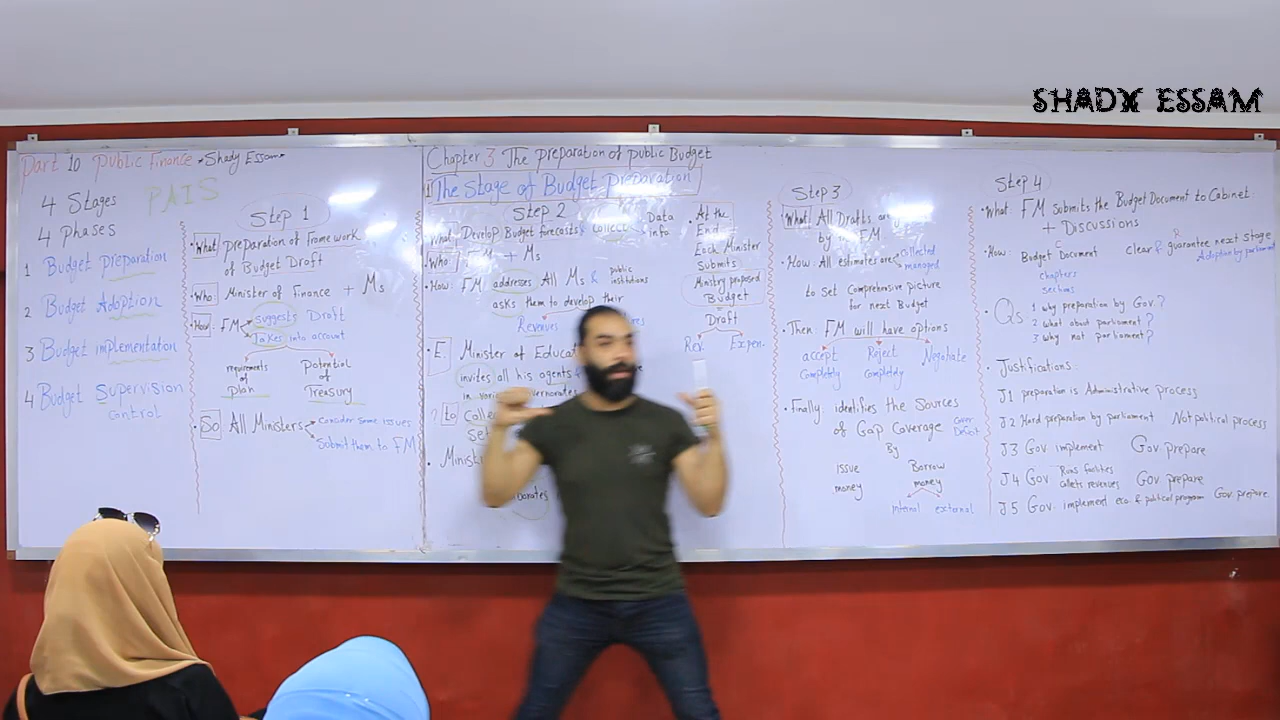 SHADY ESSAM
Part 10 Public Finance Shady Essam
4 Stages
PAIS
4 phases
1 Budget preparation
2 Budget Adoption
3 Budget implementation
4 Budget Supervision
control
Step 1
What: preparation of framework
of Budget Draft
Who: Minister of Finance + Ms
How: FM suggests Draft
Takes into account
requirements of plan
Potential of Treasury
So All Ministers consider some issues
Submit them to FM
Chapter 3 The preparation of public Budget
1 The Stage of Budget Preparation
Step 2
What: Develop Budget forecasts & collect Data
info
Who: FM + Ms
How: FM addresses All Ms & public institutions
asks them to develop their
Revenues
E. Minister of
invites all his agents
in
to
At the
End
Each Minister
Submits
Ministry proposed
Budget
Draft
Rev. Expen.
Step 3
What: All Drafts are
by FM
How: All estimates are collected
managed
to set Comprehensive picture
for next Budget
Then: FM will have options
accept Completely
Reject Completely
Negotiate
Finally: identifies the Sources
of Gap Coverage Cover Deficit
By
issue money
Borrow money
internal external
Step 4
What: FM Submits the Budget Document to Cabinet
+ Discussions
How: Budget Document clear & guarantee next stage
Adoption by parliament
chapters
sections
Qs 1 why preparation by Gov.?
2 what about parliament?
3 why not parliament?
Justifications:
J1 preparation is Administrative process
J2 Hard preparation by parliament Not political process
J3 Gov implement Gov prepare
J4 Gov Runs facilities collects revenues Gov prepare
J5 Gov implement eco. & political program Gov prepare